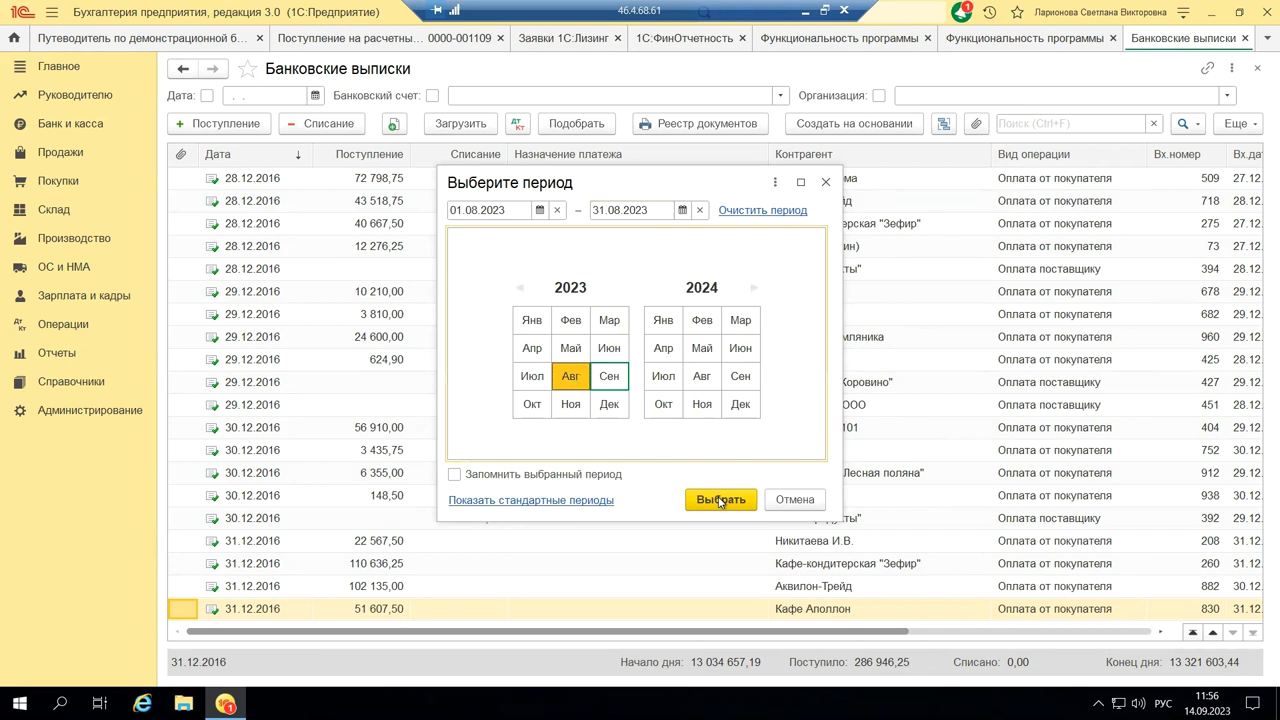 Бухгалтерия предприятия, редакция 3.0 (1С:Предприятие)
46.4.68.61
1
Ларионова Светлана Викторовна
Путеводитель по демонстрационной б... ×
Поступление на расчетны... 0000-001109 ×
Заявки 1С:Лизинг ×
1С:ФинОтчетность ×
Функциональность программы ×
Функциональность программы ×
Банковские выписки ×
Главное
Руководителю
Банк и касса
Продажи
Покупки
Склад
Производство
ОС и НМА
Зарплата и кадры
Операции
Отчеты
Справочники
Администрирование
Банковские выписки
Дата: . . Банковский счет: Организация:
+ Поступление – Списание Загрузить Дт Кт Подобрать Реестр документов Создать на основании Поиск (Ctrl+F) × Еще
Дата ↓ Поступление Списание Назначение платежа Контрагент Вид операции Вх.номер Вх.дат
28.12.2016 72 798,75 ма Оплата от покупателя 509 27.12.
28.12.2016 43 518,75 йд Оплата от покупателя 718 27.12.
28.12.2016 40 667,50 ерская "Зефир" Оплата от покупателя 275 27.12.
28.12.2016 12 276,25 ин) Оплата от покупателя 73 27.12.
28.12.2016 ты" Оплата поставщику 394 28.12.
29.12.2016 10 210,00 Оплата от покупателя 678 29.12.
29.12.2016 3 810,00 Оплата от покупателя 682 29.12.
29.12.2016 24 600,00 емляника Оплата от покупателя 960 29.12.
29.12.2016 624,90 Оплата от покупателя 425 28.12.
29.12.2016 Коровино" Оплата поставщику 427 29.12.
29.12.2016 ООО Оплата поставщику 451 28.12.
30.12.2016 56 910,00 101 Оплата от покупателя 404 29.12.
30.12.2016 3 435,75 Оплата от покупателя 752 30.12.
30.12.2016 6 355,00 Лесная поляна" Оплата от покупателя 912 29.12.
30.12.2016 148,50 Оплата от покупателя 938 30.12.
30.12.2016 дукты" Оплата поставщику 392 30.12.
31.12.2016 22 567,50 Никитаева И.В. Оплата от покупателя 208 31.12.
31.12.2016 110 636,25 Кафе-кондитерская "Зефир" Оплата от покупателя 260 31.12.
31.12.2016 102 135,00 Аквилон-Трейд Оплата от покупателя 882 30.12.
31.12.2016 51 607,50 Кафе Аполлон Оплата от покупателя 830 31.12.
31.12.2016 Начало дня: 13 034 657,19 Поступило: 286 946,25 Списано: 0,00 Конец дня: 13 321 603,44
Выберите период
01.08.2023 × – 31.08.2023 × Очистить период
2023 2024
Янв Фев Мар Янв Фев Мар
Апр Май Июн Апр Май Июн
Июл Авг Сен Июл Авг Сен
Окт Ноя Дек Окт Ноя Дек
Запомнить выбранный период
Показать стандартные периоды Выбрать Отмена
1
РУС
11:56
14.09.2023